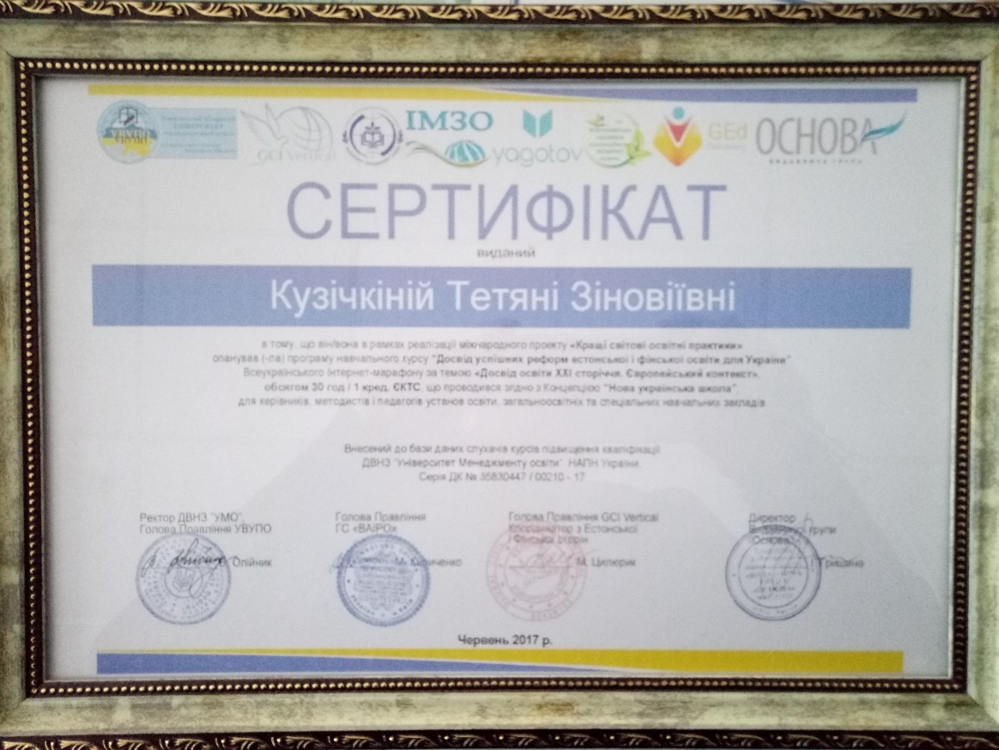 ІМЗО
GCI Vertical
yagotov
GEd
ОСНОВА
СЕРТИФІКАТ
виданий
Кузічкіній Тетяні Зіновіївні
в тому, що він/вона в рамках реалізації міжнародного проекту «Кращі світові освітні практики»
опанував (-ла) програму навчального курсу "Досвід успішних реформ естонської і фінської освіти для України"
Всеукраїнського Інтернет-марафону за темою «Досвід освіти ХХІ сторіччя. Європейський контекст»,
обсягом 30 год / 1 кред. ЄКТС, що проводився згідно з Концепцією "Нова українська школа",
для керівників, методистів і педагогів установ освіти, загальноосвітніх та спеціальних навчальних закладів
Внесений до бази даних слухачів курсів підвищення кваліфікації
ДВНЗ "Університет Менеджменту освіти" НАПН України
Серія ДК № 35830447 / 00210 - 17
Ректор ДВНЗ "УМО",
Голова Правління УВУПО
Олійник
Голова Правління
ГС «ВАІРО»
М.
Голова Правління GCI Vertical
Координатор з Естонської
і Фінської
М. Цилюрик
Директор
Видавничої групи
«Основа»
Гришина
Червень 2017 р.